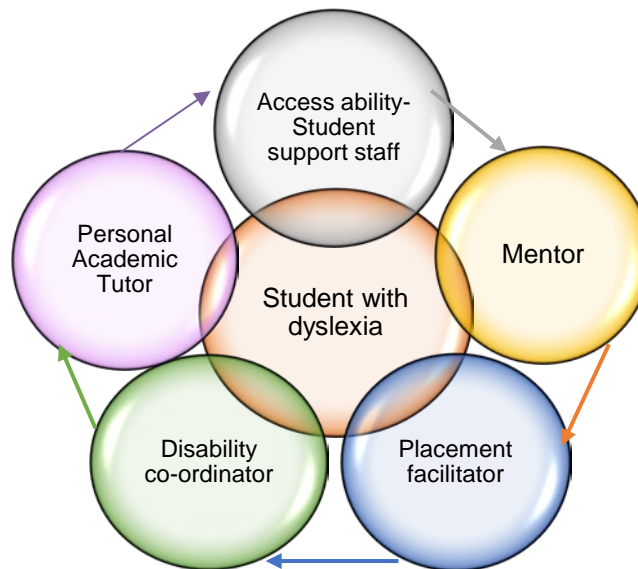 Access ability-
Student
support staff
Mentor
Placement
facilitator
Disability
co-ordinator
Personal
Academic
Tutor
Student with
dyslexia